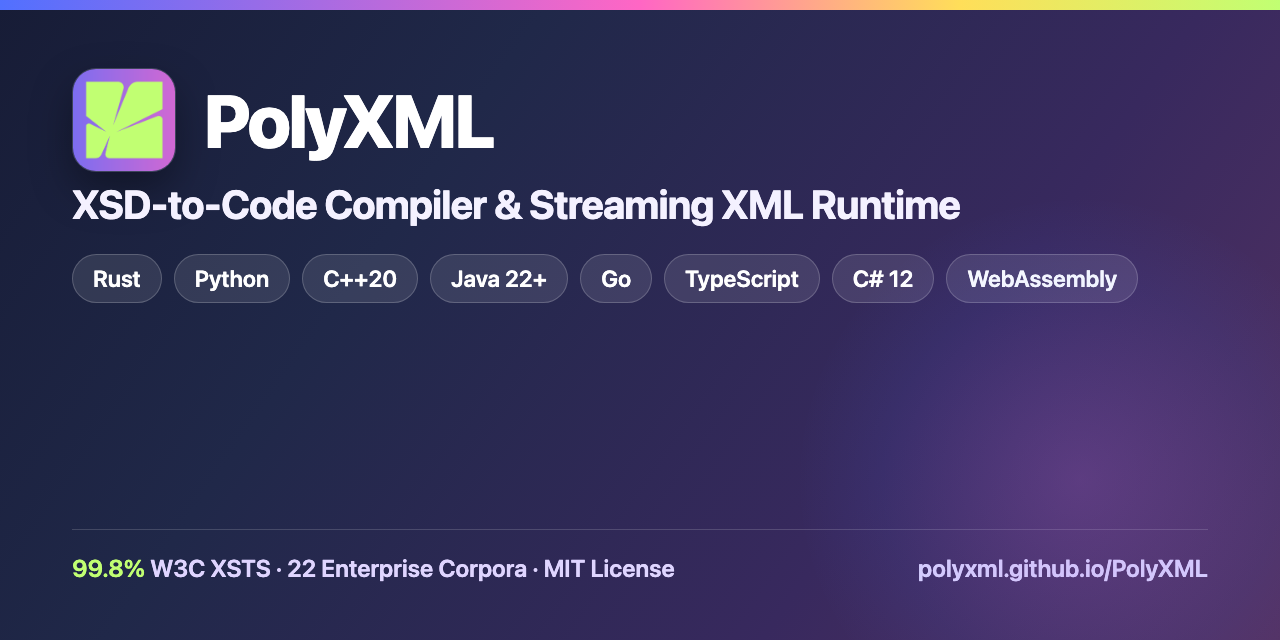 PolyXML
XSD-to-Code Compiler & Streaming XML Runtime
Rust Python C++20 Java 22+ Go TypeScript C# 12 WebAssembly
99.8% W3C XSTS · 22 Enterprise Corpora · MIT License polyxml.github.io/PolyXML